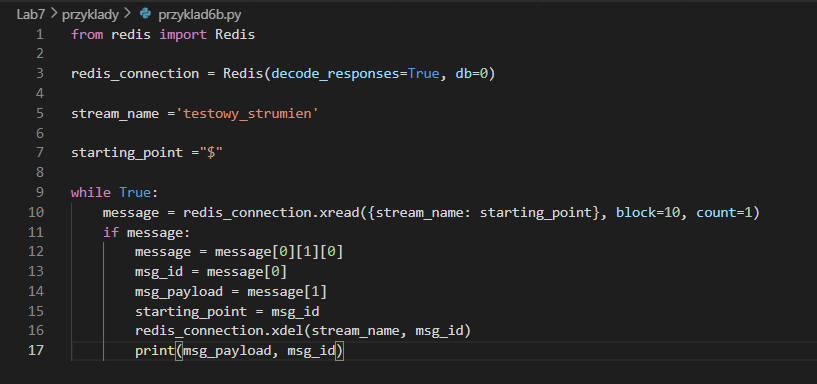 Lab7 > przyklady > przyklad6b.py
1 from redis import Redis
2
3 redis_connection = Redis(decode_responses=True, db=0)
4
5 stream_name ='testowy_strumien'
6
7 starting_point ="$"
8
9 while True:
10     message = redis_connection.xread({stream_name: starting_point}, block=10, count=1)
11     if message:
12         message = message[0][1][0]
13         msg_id = message[0]
14         msg_payload = message[1]
15         starting_point = msg_id
16         redis_connection.xdel(stream_name, msg_id)
17         print(msg_payload, msg_id)